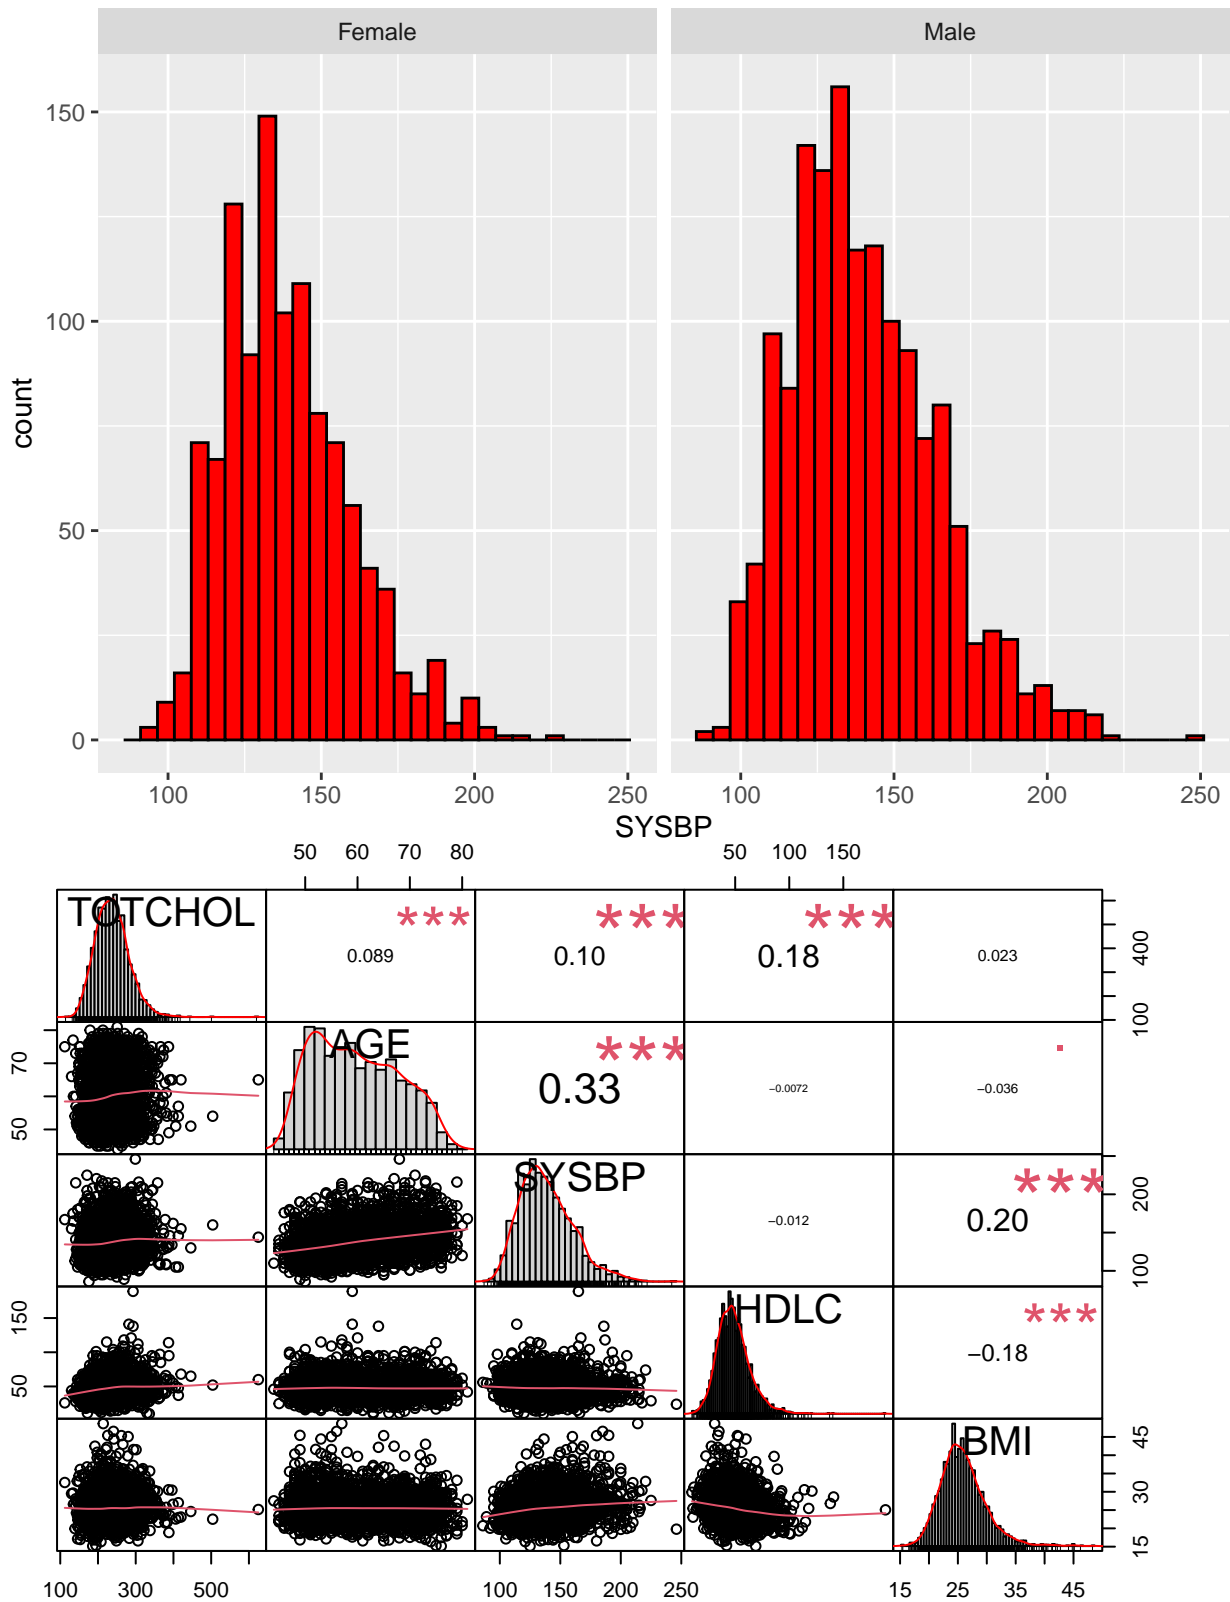 Female Male
150
100
50
0
count
100 150 200 250 100 150 200 250
SYSBP
50 60 70 80 50 100 150
TOTCHOL *** *** ***
0.089 0.10 0.18 0.023
400
100
AGE *** .
0.33 −0.0072 −0.036
70
50
SYSBP ***
−0.012 0.20
200
100
HDLC ***
−0.18
150
50
BMI
45
30
15
100 300 500 100 150 200 250 15 25 35 45